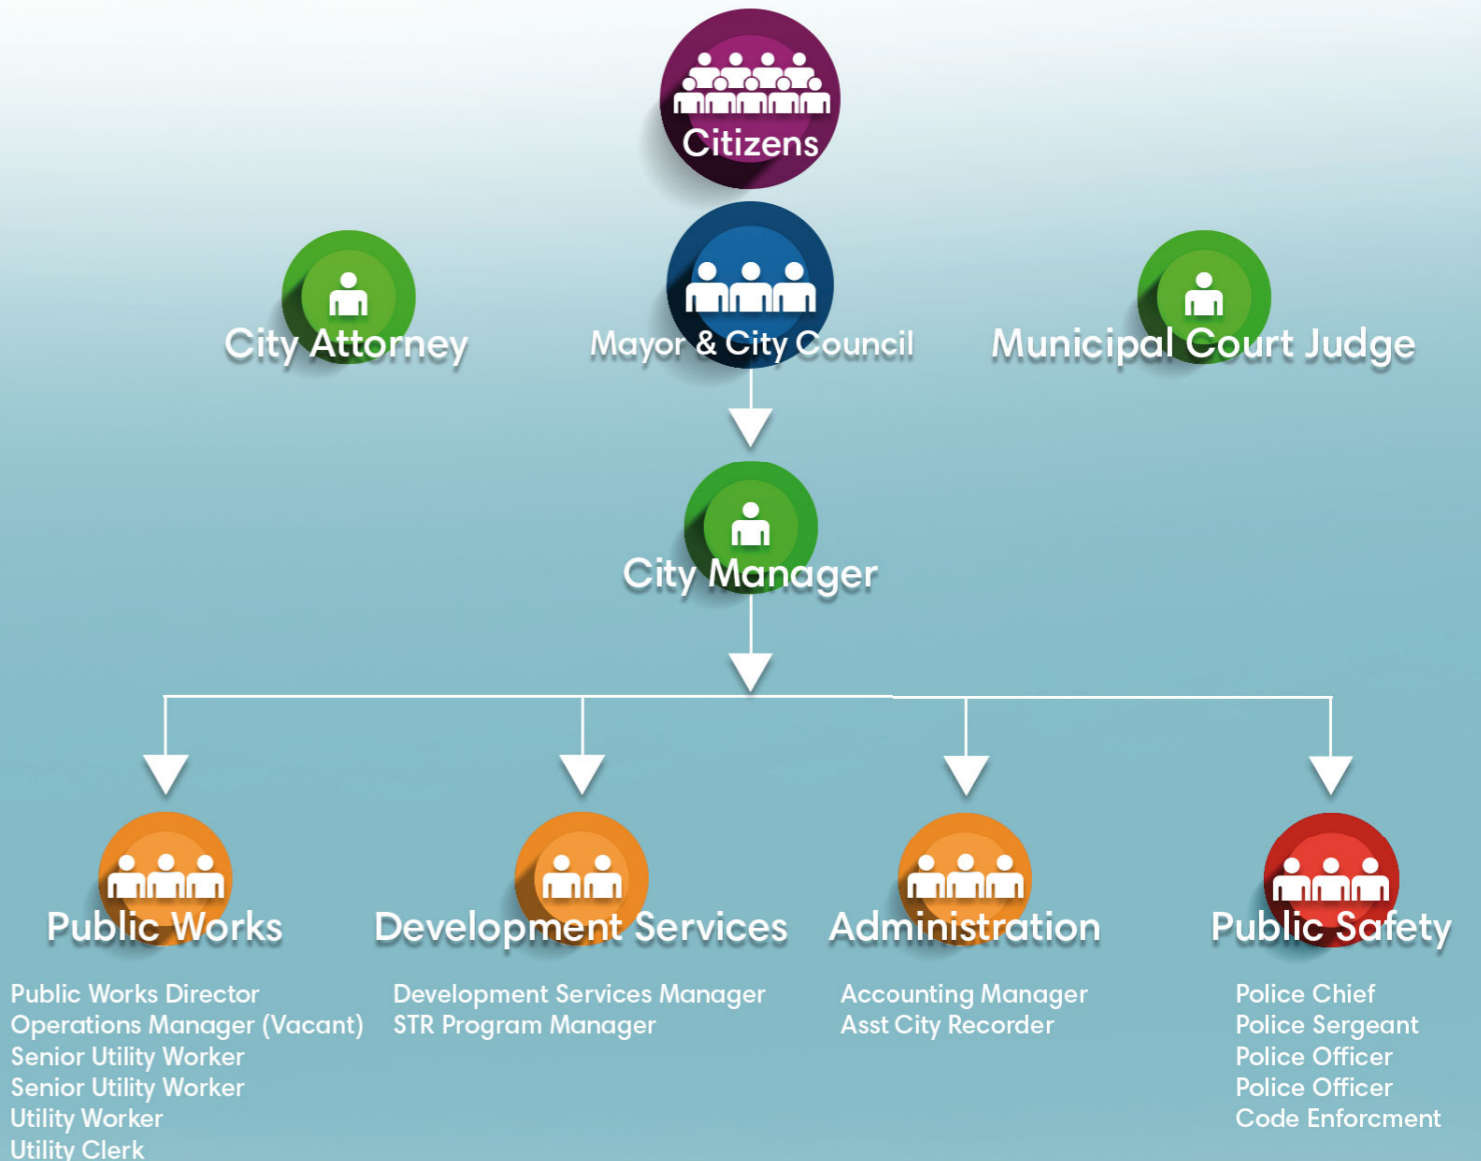 Citizens
City Attorney
Mayor & City Council
Municipal Court Judge
City Manager
Public Works
Public Works Director
Operations Manager (Vacant)
Senior Utility Worker
Senior Utility Worker
Utility Worker
Utility Clerk
Development Services
Development Services Manager
STR Program Manager
Administration
Accounting Manager
Asst City Recorder
Public Safety
Police Chief
Police Sergeant
Police Officer
Police Officer
Code Enforcment